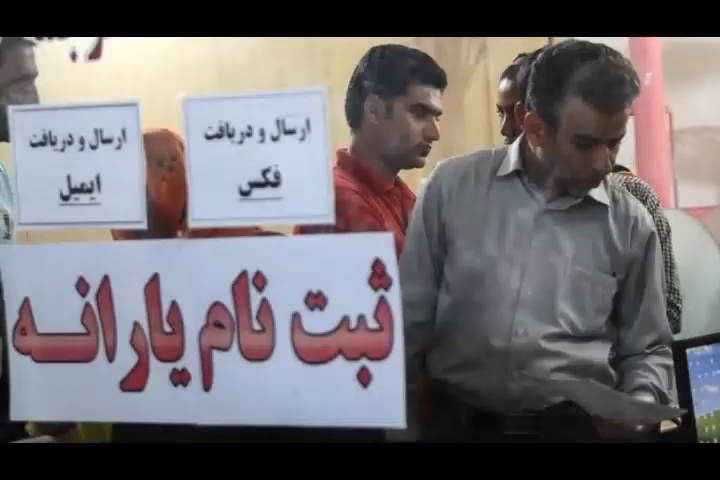 ارسال و دریافت
فکس
ارسال و دریافت
ایمیل
ثبت نام یارانه